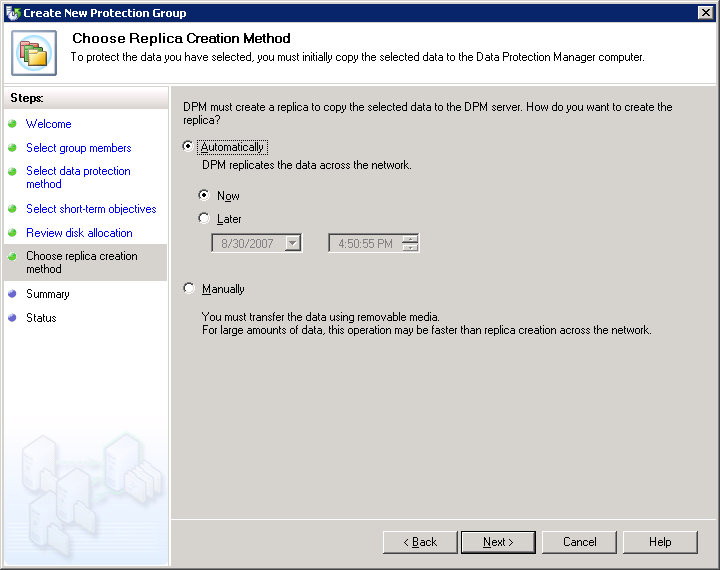 Create New Protection Group
Choose Replica Creation Method
To protect the data you have selected, you must initially copy the selected data to the Data Protection Manager computer.
Steps:
Welcome
Select group members
Select data protection
method
Select short-term objectives
Review disk allocation
Choose replica creation
method
Summary
Status
DPM must create a replica to copy the selected data to the DPM server. How do you want to create the
replica?
Automatically
DPM replicates the data across the network.
Now
Later
8/30/2007
4:50:55 PM
Manually
You must transfer the data using removable media.
For large amounts of data, this operation may be faster than replica creation across the network.
< Back
Next >
Cancel
Help